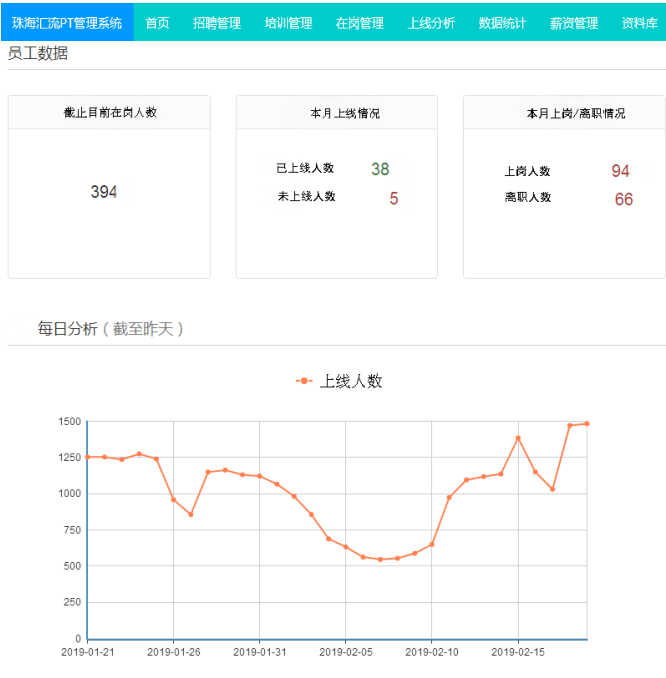 珠海汇流PT管理系统 首页 招聘管理 培训管理 在岗管理 上线分析 数据统计 薪资管理 资料库
员工数据
截止目前在岗人数 本月上线情况 本月上岗/离职情况
394 已上线人数 38 上岗人数 94
未上线人数 5 离职人数 66
每日分析（截至昨天）
上线人数
1500
1250
1000
750
500
250
0
2019-01-21 2019-01-26 2019-01-31 2019-02-05 2019-02-10 2019-02-15